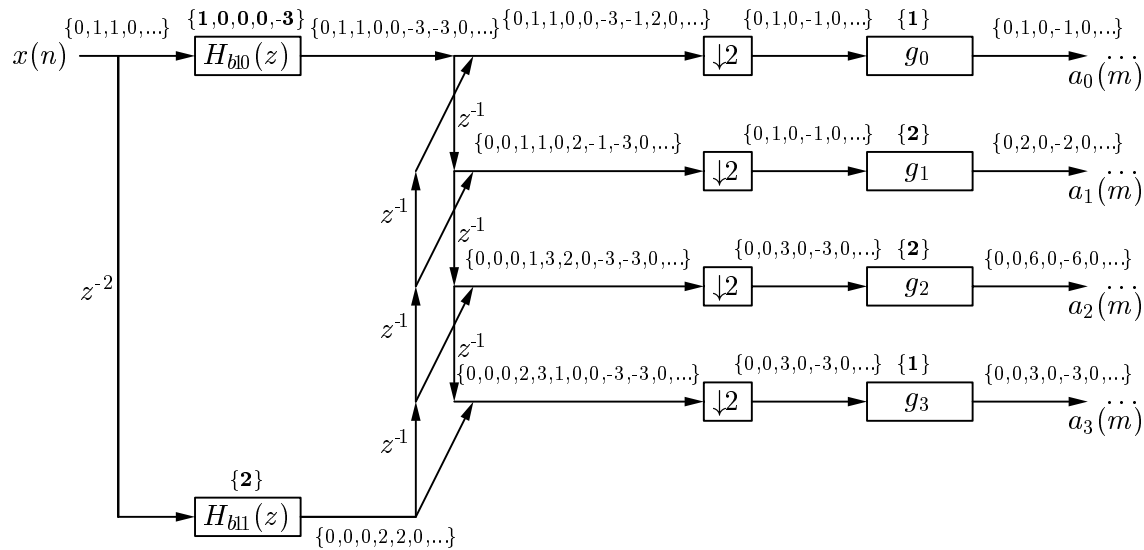 {0,1,1,0,...} {1,0,0,0,-3} {0,1,1,0,0,-3,-3,0,...} {0,1,1,0,0,-3,-1,2,0,...} {0,1,0,-1,0,...} {1} {0,1,0,-1,0,...}
x(n) H_{b10}(z) ↓2 g_0 ...
a_0(m)
z^{-1}
{0,0,1,1,0,2,-1,-3,0,...} {0,1,0,-1,0,...} {2} {0,2,0,-2,0,...}
↓2 g_1 ...
a_1(m)
z^{-1} z^{-1}
{0,0,0,1,3,2,0,-3,-3,0,...} {0,0,3,0,-3,0,...} {2} {0,0,6,0,-6,0,...}
z^{-2} ↓2 g_2 ...
a_2(m)
z^{-1} z^{-1}
{0,0,0,0,2,3,1,0,0,-3,-3,0,...} {0,0,3,0,-3,0,...} {1} {0,0,3,0,-3,0,...}
↓2 g_3 ...
a_3(m)
z^{-1}
{2}
H_{b11}(z)
{0,0,0,2,2,0,...}